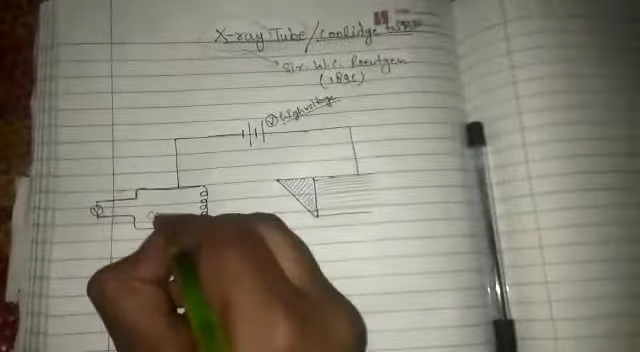 X-ray Tube/Coolidge tube
Sir. W.C. Roentgen
(1895)
(V) High voltage